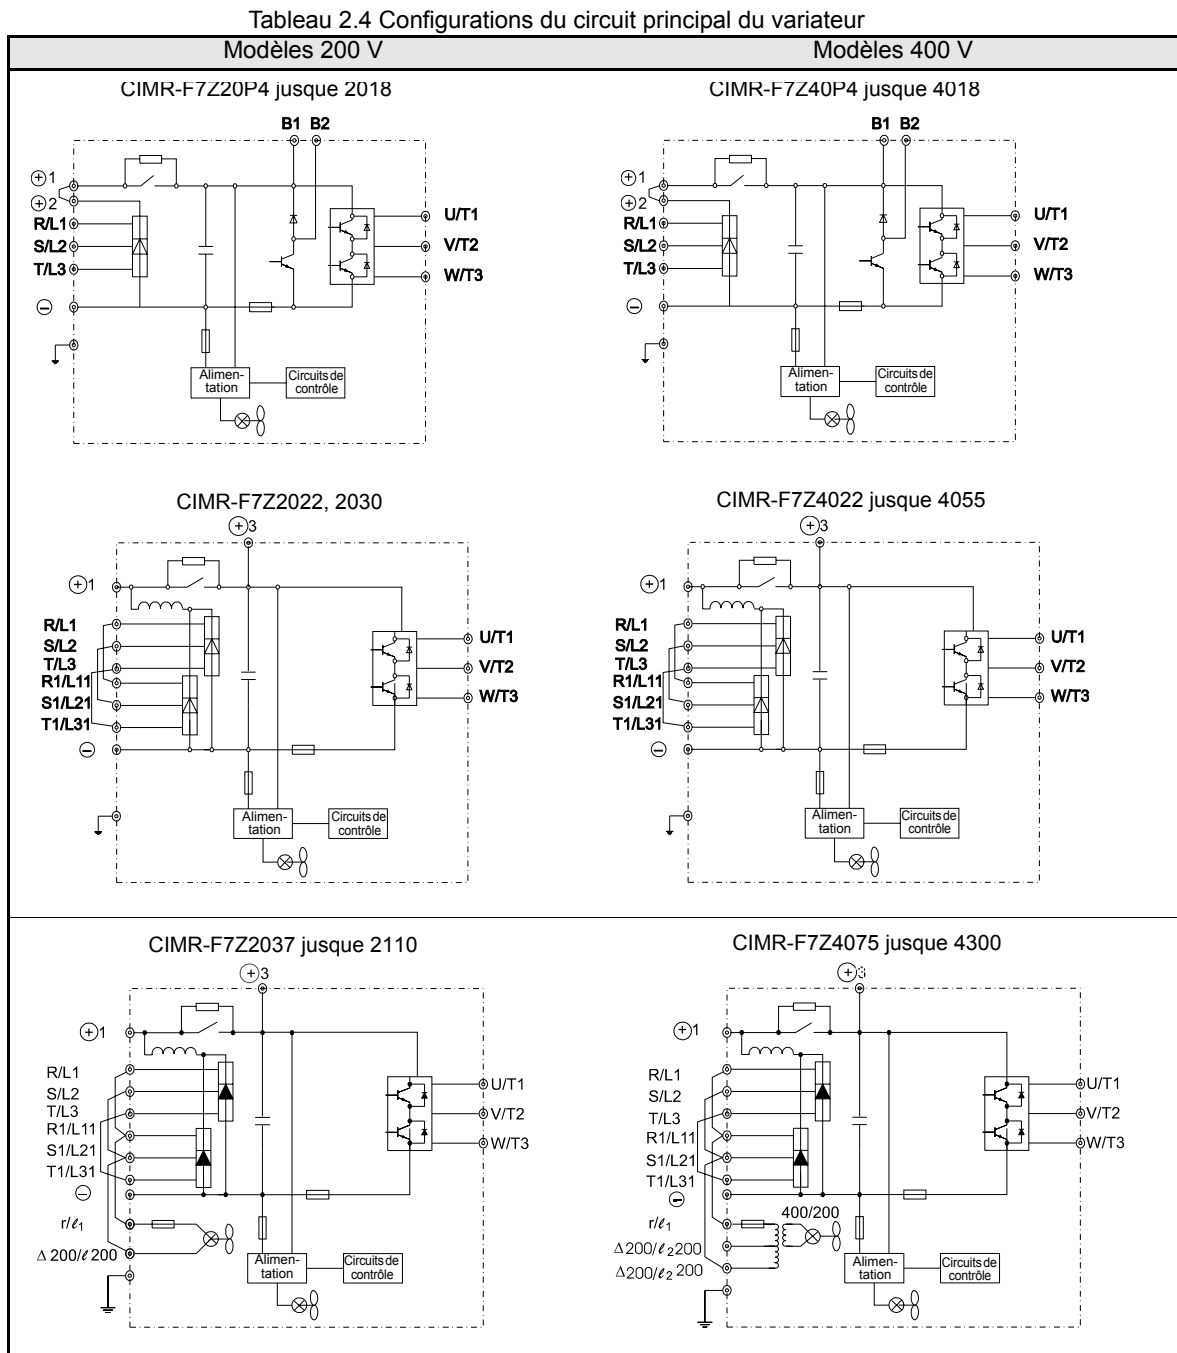 Tableau 2.4 Configurations du circuit principal du variateur
Modèles 200 V
Modèles 400 V
CIMR-F7Z20P4 jusque 2018
B1 B2
⊕1
⊕2
R/L1
S/L2
T/L3
⊖
U/T1
V/T2
W/T3
Alimen-
tation
Circuits de
contrôle
CIMR-F7Z40P4 jusque 4018
B1 B2
⊕1
⊕2
R/L1
S/L2
T/L3
⊖
U/T1
V/T2
W/T3
Alimen-
tation
Circuits de
contrôle
CIMR-F7Z2022, 2030
⊕3
⊕1
R/L1
S/L2
T/L3
R1/L11
S1/L21
T1/L31
⊖
U/T1
V/T2
W/T3
Alimen-
tation
Circuits de
contrôle
CIMR-F7Z4022 jusque 4055
⊕3
⊕1
R/L1
S/L2
T/L3
R1/L11
S1/L21
T1/L31
⊖
U/T1
V/T2
W/T3
Alimen-
tation
Circuits de
contrôle
CIMR-F7Z2037 jusque 2110
⊕3
⊕1
R/L1
S/L2
T/L3
R1/L11
S1/L21
T1/L31
⊖
r/ℓ1
Δ200/ℓ200
U/T1
V/T2
W/T3
Alimen-
tation
Circuits de
contrôle
CIMR-F7Z4075 jusque 4300
⊕3
⊕1
R/L1
S/L2
T/L3
R1/L11
S1/L21
T1/L31
⊖
r/ℓ1
400/200
Δ200/ℓ2200
Δ200/ℓ2 200
U/T1
V/T2
W/T3
Alimen-
tation
Circuits de
contrôle